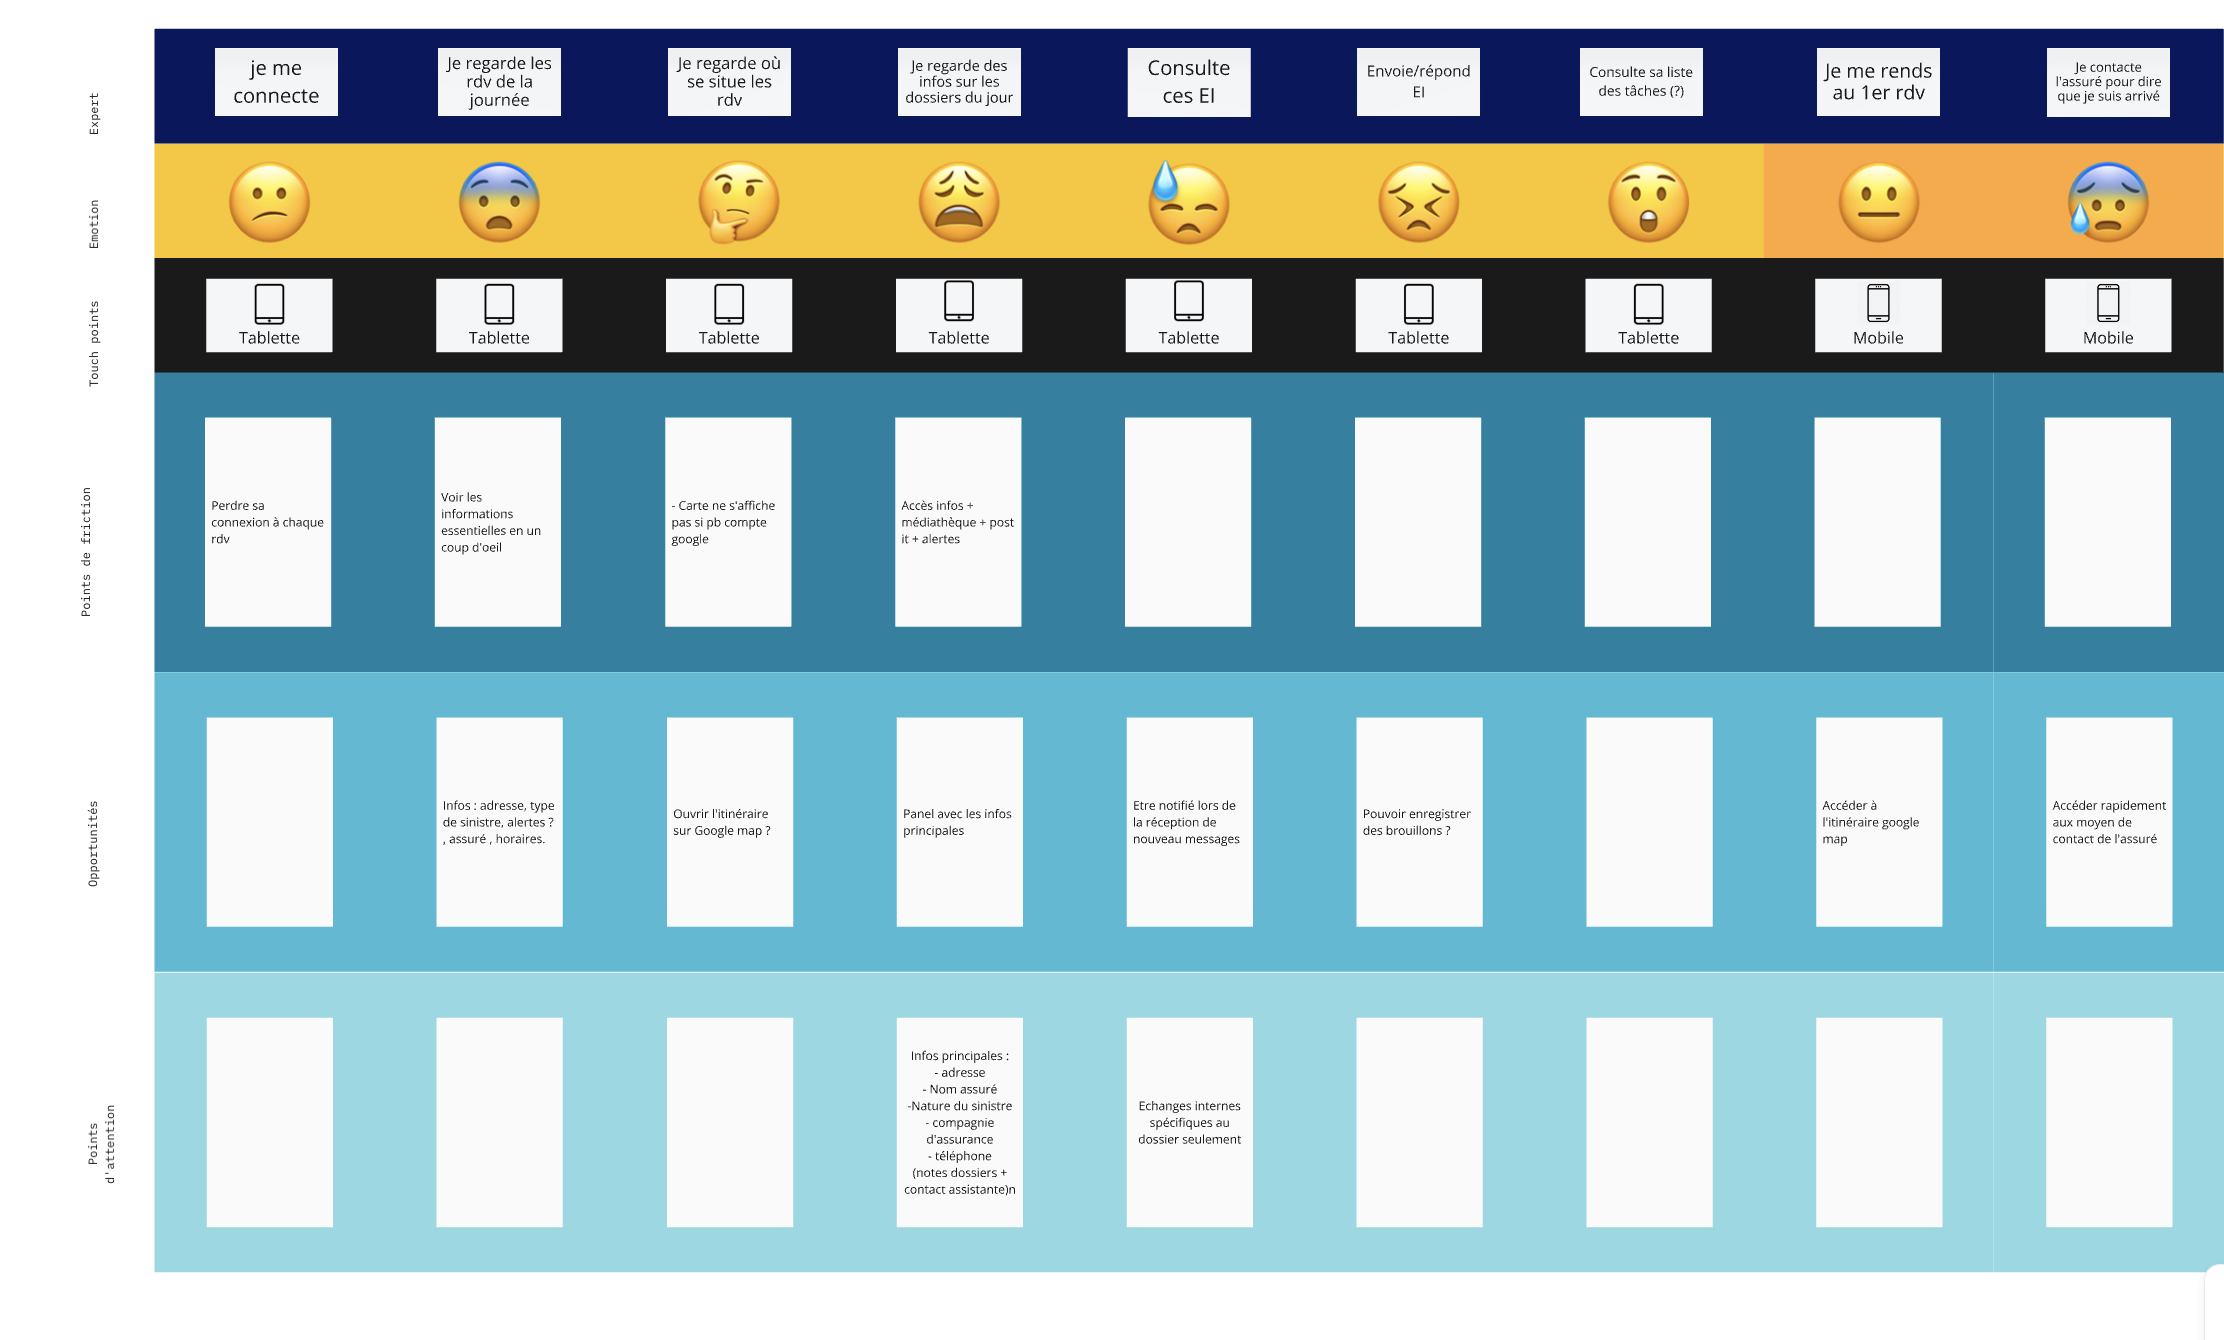 Expert
je me
connecte
Je regarde les
rdv de la
journée
Je regarde où
se situe les
rdv
Je regarde des
infos sur les
dossiers du jour
Consulte
ces EI
Envoie/répond
EI
Consulte sa liste
des tâches (?)
Je me rends
au 1er rdv
Je contacte
l'assuré pour dire
que je suis arrivé
Emotion
Touch points
Tablette
Tablette
Tablette
Tablette
Tablette
Tablette
Tablette
Mobile
Mobile
Points de friction
Perdre sa
connexion à chaque
rdv
Voir les
informations
essentielles en un
coup d'oeil
- Carte ne s'affiche
pas si pb compte
google
Accès infos +
médiathèque + post
it + alertes
Opportunités
Infos : adresse, type
de sinistre, alertes ?
, assuré , horaires.
Ouvrir l'itinéraire
sur Google map ?
Panel avec les infos
principales
Etre notifié lors de
la réception de
nouveau messages
Pouvoir enregistrer
des brouillons ?
Accéder à
l'itinéraire google
map
Accéder rapidement
aux moyen de
contact de l'assuré
Points
d'attention
Infos principales :
- adresse
- Nom assuré
-Nature du sinistre
- compagnie
d'assurance
- téléphone
(notes dossiers +
contact assistante)n
Echanges internes
spécifiques au
dossier seulement